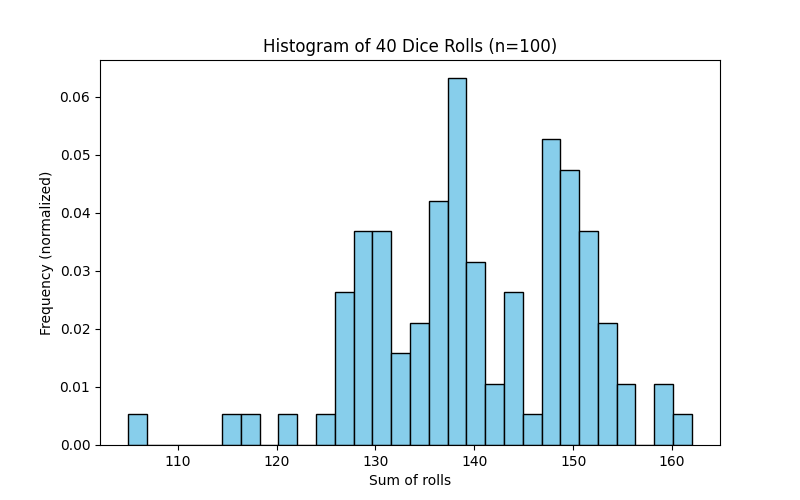 Histogram of 40 Dice Rolls (n=100)
Frequency (normalized)
0.06
0.05
0.04
0.03
0.02
0.01
0.00
110 120 130 140 150 160
Sum of rolls